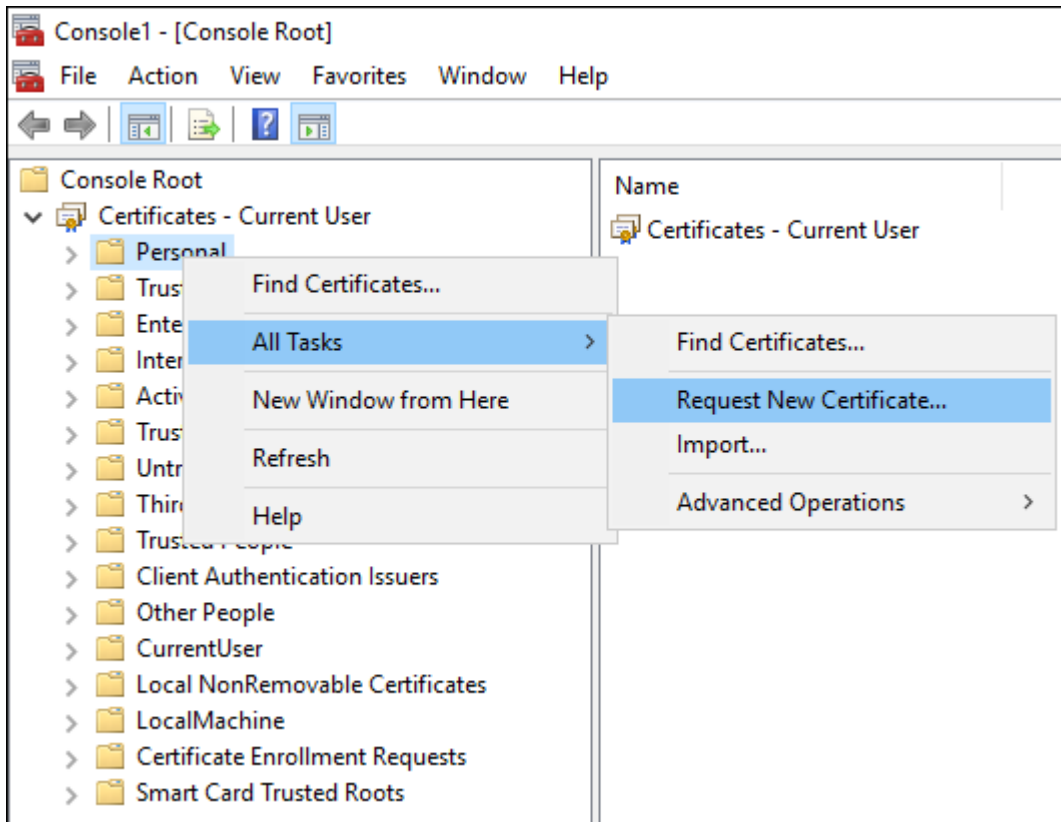 Console1 - [Console Root]
File Action View Favorites Window Help
Console Root
Name
Certificates - Current User
Certificates - Current User
Personal
Find Certificates...
Trus
Ente
All Tasks
Find Certificates...
Inter
Activ
New Window from Here
Request New Certificate...
Trus
Import...
Untr
Refresh
Third
Advanced Operations
Help
Trusted People
Client Authentication Issuers
Other People
CurrentUser
Local NonRemovable Certificates
LocalMachine
Certificate Enrollment Requests
Smart Card Trusted Roots